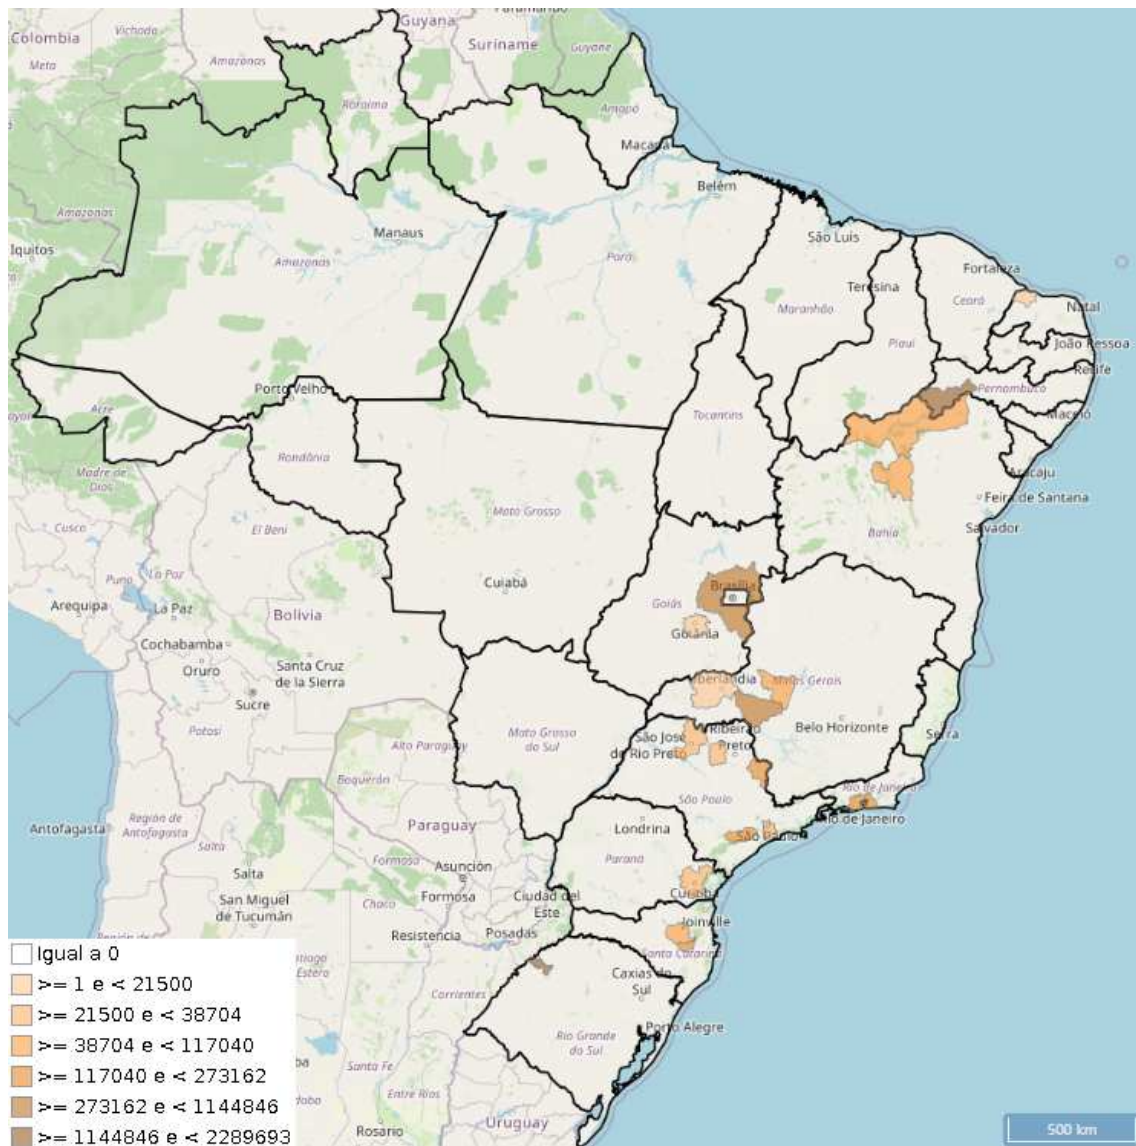 Paramaribo
Guyana
Colombia
Vichada
Suriname
Guyane
Meta
Amazonas
Roraima
Amapá
Macapá
Belém
Amazonas
Manaus
São Luís
Iquitos
Amazonas
Pará
Fortaleza
Teresina
Ceará
Maranhão
Natal
Piauí
João Pessoa
Recife
Porto Velho
Pernambuco
Acre
Tocantins
Maceió
Rondônia
Madre de
Dios
Aracaju
Mato Grosso
Feira de Santana
Cusco
El Beni
Salvador
Bahia
Puno
La Paz
Cuiabá
Brasília
Arequipa
La Paz
Goiás
Bolivia
Goiânia
Cochabamba
Oruro
Santa Cruz
de la Sierra
Uberlândia
Minas Gerais
Sucre
Potosí
Mato Grosso
do Sul
Belo Horizonte
Ribeirão
Preto
Serra
São José
do Rio Preto
Alto Paraguay
Boquerón
Rio de Janeiro
São Paulo
Rio de Janeiro
Antofagasta
Región de
Antofagasta
Paraguay
Londrina
São Paulo
Salta
Formosa
Asunción
Paraná
Salta
Curitiba
San Miguel
de Tucumán
Chaco
Formosa
Ciudad del
Este
Joinville
Resistencia
Posadas
Santa Catarina
Caxias do
Sul
Corrientes
Porto Alegre
Rio Grande
do Sul
Santa Fe
Entre Ríos
Uruguay
Rosario
Igual a 0
>= 1 e < 21500
>= 21500 e < 38704
>= 38704 e < 117040
>= 117040 e < 273162
>= 273162 e < 1144846
>= 1144846 e < 2289693
500 km